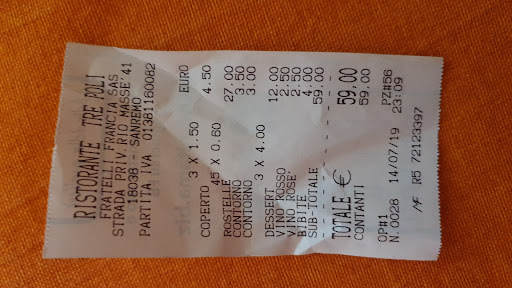 RISTORANTE TRE POLI
FRATELLI FRANCIA SAS
STRADA PRIV.RIO MASSE' 41
18038 - SANREMO
PARTITA IVA 01381160082
EURO
3 X 1.50
COPERTO 4.50
45 X 0.60
ROSTELLE 27.00
CONTORNO 3.50
CONTORNO 3.00
3 X 4.00
DESSERT 12.00
VINO ROSSO 2.50
VINO ROSE' 2.50
BIBITE 4.00
SUB-TOTALE 59.00
TOTALE € 59.00
CONTANTI 59.00
OP#1 PZ#56
N.0028 14/07/19 23:09
MF R5 72123397